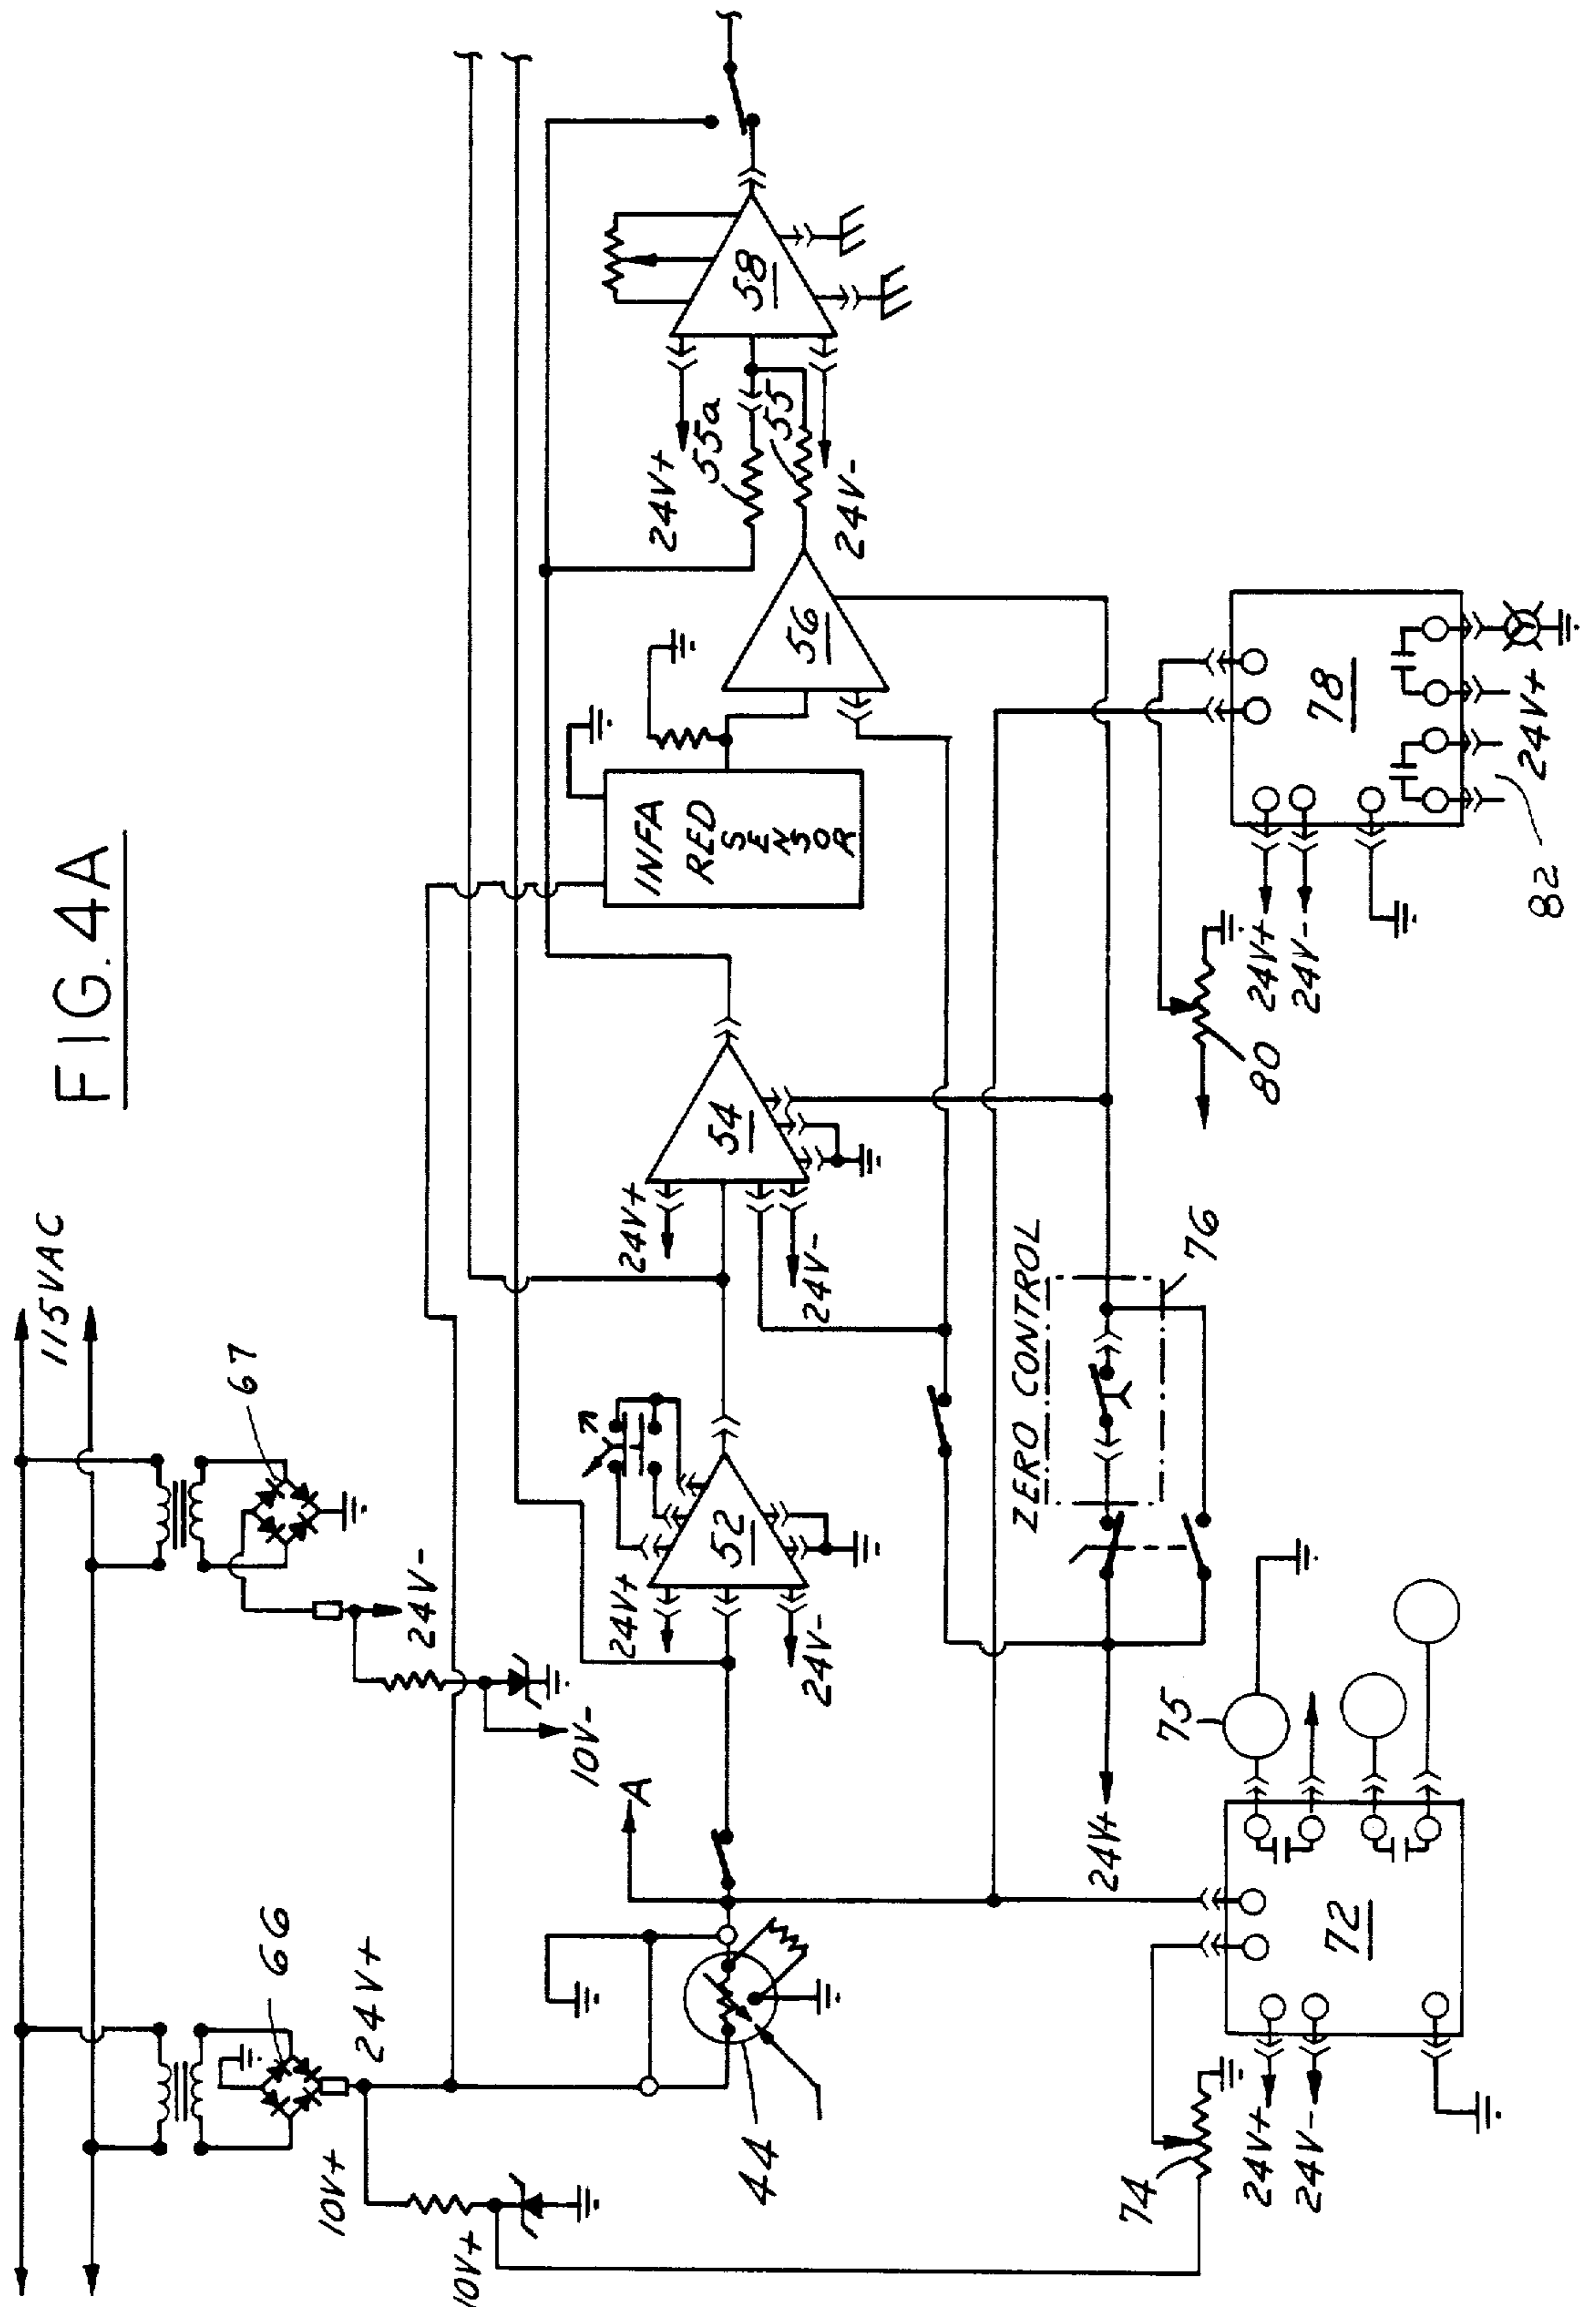 FIG. 4A
115VAC
67
66
24V-
24V+
10V+
10V-
10V+
A
44
24V+
52
24V-
24V+
54
24V-
INFA
RED
SENSOR
56
24V+
55a
55
24V-
58
ZERO CONTROL
76
24V+
75
72
74
24V+
24V-
80
24V+
24V-
78
24V+
82